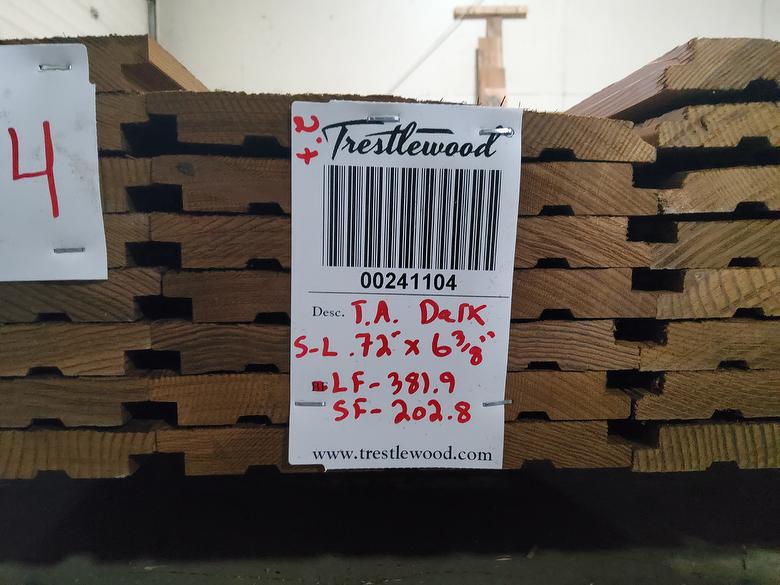 4
2.+
Trestlewood
00241104
Desc. T.A. Dark
S-L .72" x 6 3/8"
LF - 381.9
SF - 202.8
www.trestlewood.com